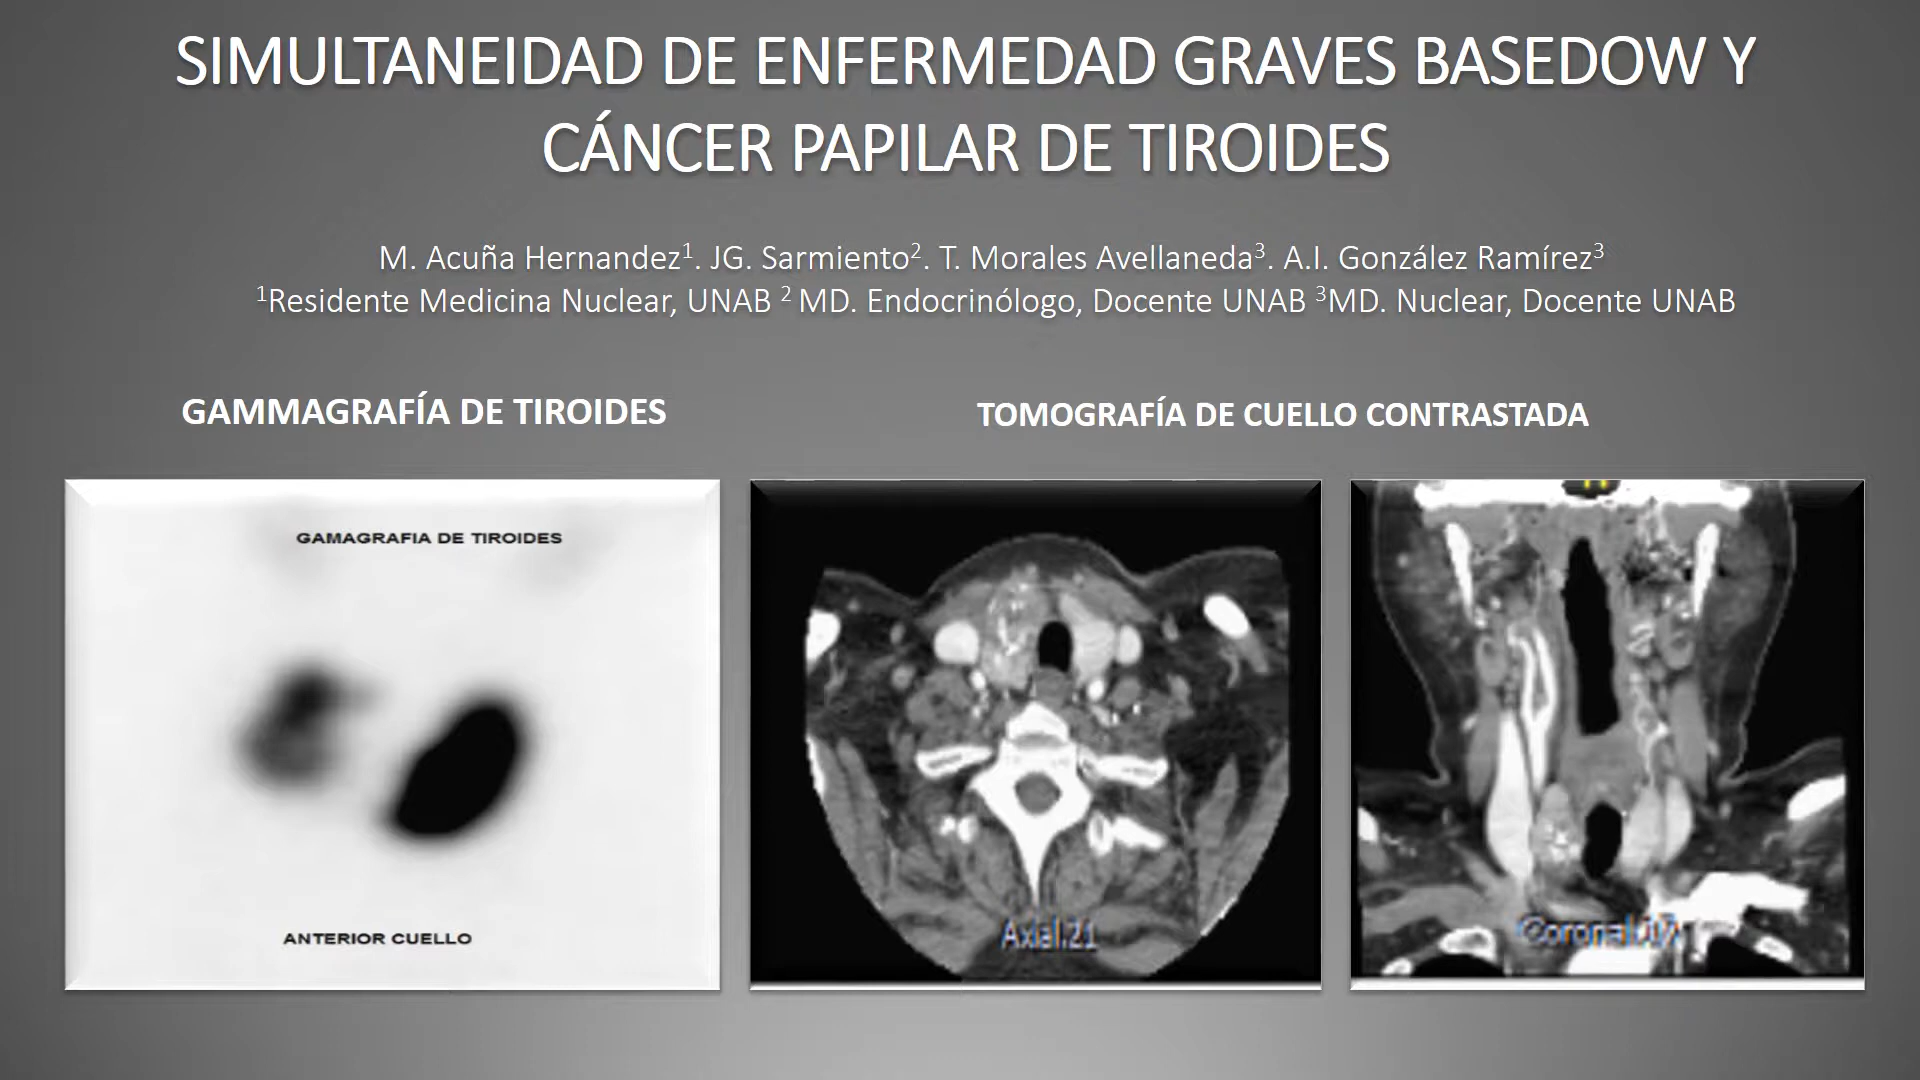 SIMULTANEIDAD DE ENFERMEDAD GRAVES BASEDOW Y
CÁNCER PAPILAR DE TIROIDES
M. Acuña Hernandez¹. JG. Sarmiento². T. Morales Avellaneda³. A.I. González Ramírez³
¹Residente Medicina Nuclear, UNAB ² MD. Endocrinólogo, Docente UNAB ³MD. Nuclear, Docente UNAB
GAMMAGRAFÍA DE TIROIDES
TOMOGRAFÍA DE CUELLO CONTRASTADA
GAMAGRAFIA DE TIROIDES
ANTERIOR CUELLO
Axial.21
Coronal